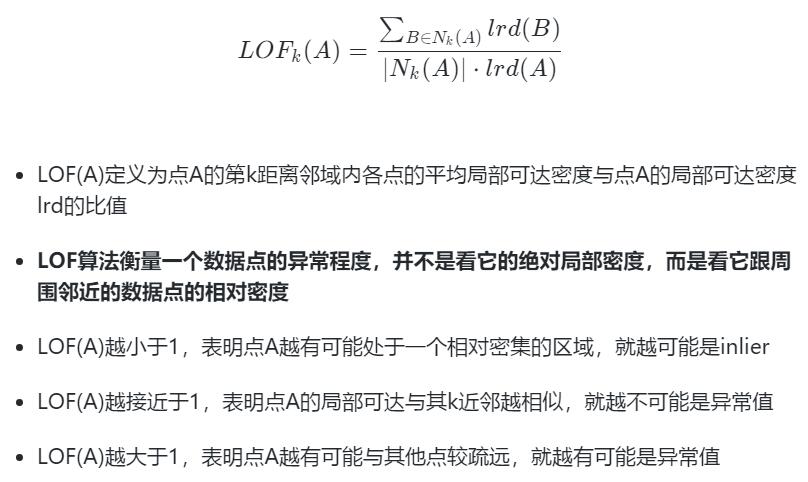 LOFₖ(A) = ∑_{B∈Nₖ(A)} lrd(B) / |Nₖ(A)| · lrd(A)
• LOF(A)定义为点A的第k距离邻域内各点的平均局部可达密度与点A的局部可达密度
lrd的比值
• LOF算法衡量一个数据点的异常程度，并不是看它的绝对局部密度，而是看它跟周
围邻近的数据点的相对密度
• LOF(A)越小于1，表明点A越有可能处于一个相对密集的区域，就越可能是inlier
• LOF(A)越接近于1，表明点A的局部可达与其k近邻越相似，就越不可能是异常值
• LOF(A)越大于1，表明点A越有可能与其他点较疏远，就越有可能是异常值